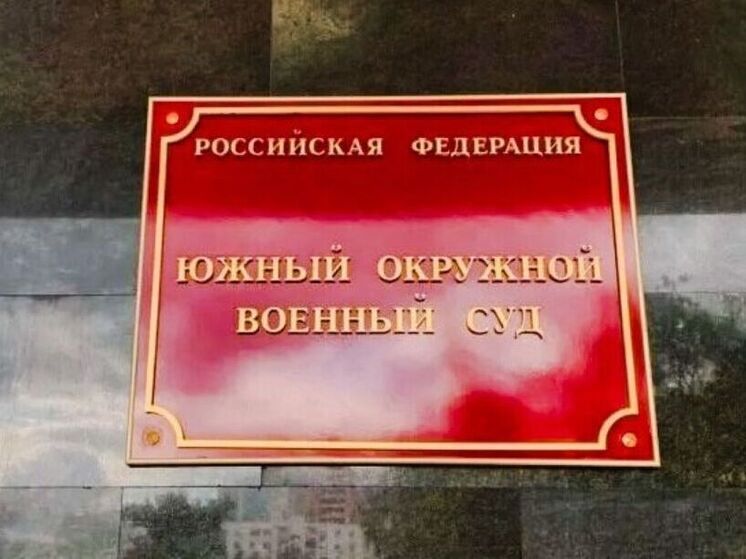 РОССИЙСКАЯ ФЕДЕРАЦИЯ
ЮЖНЫЙ ОКРУЖНОЙ
ВОЕННЫЙ СУД